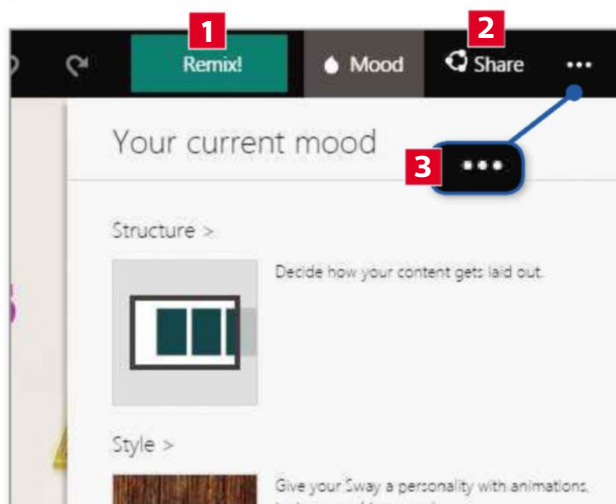 1
2
Remix!
Mood
Share
...
Your current mood
3
...
Structure >
Decide how your content gets laid out.
Style >
Give your Sway a personality with animations,